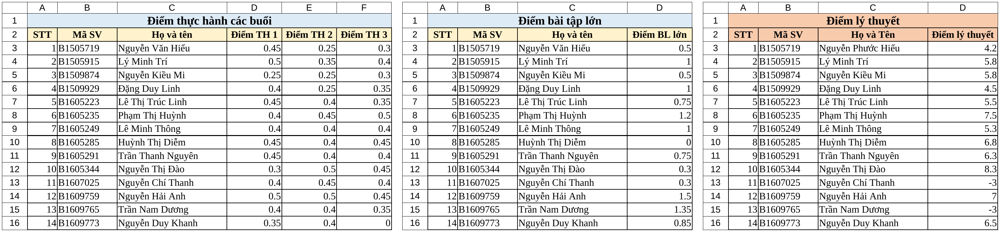 A B C D E F
1 Điểm thực hành các buổi
2 STT Mã SV Họ và tên Điểm TH 1 Điểm TH 2 Điểm TH 3
3 1 B1505719 Nguyễn Văn Hiếu 0.45 0.25 0.3
4 2 B1505915 Lý Minh Trí 0.5 0.35 0.4
5 3 B1509874 Nguyễn Kiều Mi 0.25 0.25 0.3
6 4 B1509929 Đặng Duy Linh 0.4 0.25 0.35
7 5 B1605223 Lê Thị Trúc Linh 0.45 0.4 0.35
8 6 B1605235 Phạm Thị Huỳnh 0.4 0.45 0.5
9 7 B1605249 Lê Minh Thông 0.4 0.4 0.4
10 8 B1605285 Huỳnh Thị Diễm 0.45 0.4 0.45
11 9 B1605291 Trần Thanh Nguyên 0.45 0.4 0.4
12 10 B1605344 Nguyễn Thị Đào 0.3 0.5 0.45
13 11 B1607025 Nguyễn Chí Thanh 0.4 0.45 0.4
14 12 B1609759 Nguyễn Hải Anh 0.5 0.5 0.45
15 13 B1609765 Trần Nam Dương 0.4 0.4 0.35
16 14 B1609773 Nguyễn Duy Khanh 0.35 0.4 0
A B C D
1 Điểm bài tập lớn
2 STT Mã SV Họ và tên Điểm BL lớn
3 1 B1505719 Nguyễn Văn Hiếu 0.5
4 2 B1505915 Lý Minh Trí 1
5 3 B1509874 Nguyễn Kiều Mi 0.5
6 4 B1509929 Đặng Duy Linh 1
7 5 B1605223 Lê Thị Trúc Linh 0.75
8 6 B1605235 Phạm Thị Huỳnh 1.2
9 7 B1605249 Lê Minh Thông 1
10 8 B1605285 Huỳnh Thị Diễm 0
11 9 B1605291 Trần Thanh Nguyên 0.75
12 10 B1605344 Nguyễn Thị Đào 0.3
13 11 B1607025 Nguyễn Chí Thanh 0.3
14 12 B1609759 Nguyễn Hải Anh 1.5
15 13 B1609765 Trần Nam Dương 1.35
16 14 B1609773 Nguyễn Duy Khanh 0.85
A B C D
1 Điểm lý thuyết
2 STT Mã SV Họ và Tên Điểm lý thuyết
3 1 B1505719 Nguyễn Phước Hiếu 4.2
4 2 B1505915 Lý Minh Trí 5.8
5 3 B1509874 Nguyễn Kiều Mi 5.8
6 4 B1509929 Đặng Duy Linh 4.5
7 5 B1605223 Lê Thị Trúc Linh 5.5
8 6 B1605235 Phạm Thị Huỳnh 7.5
9 7 B1605249 Lê Minh Thông 5.3
10 8 B1605285 Huỳnh Thị Diễm 6.8
11 9 B1605291 Trần Thanh Nguyên 6.3
12 10 B1605344 Nguyễn Thị Đào 8.3
13 11 B1607025 Nguyễn Chí Thanh -3
14 12 B1609759 Nguyễn Hải Anh 7
15 13 B1609765 Trần Nam Dương -3
16 14 B1609773 Nguyễn Duy Khanh 6.5